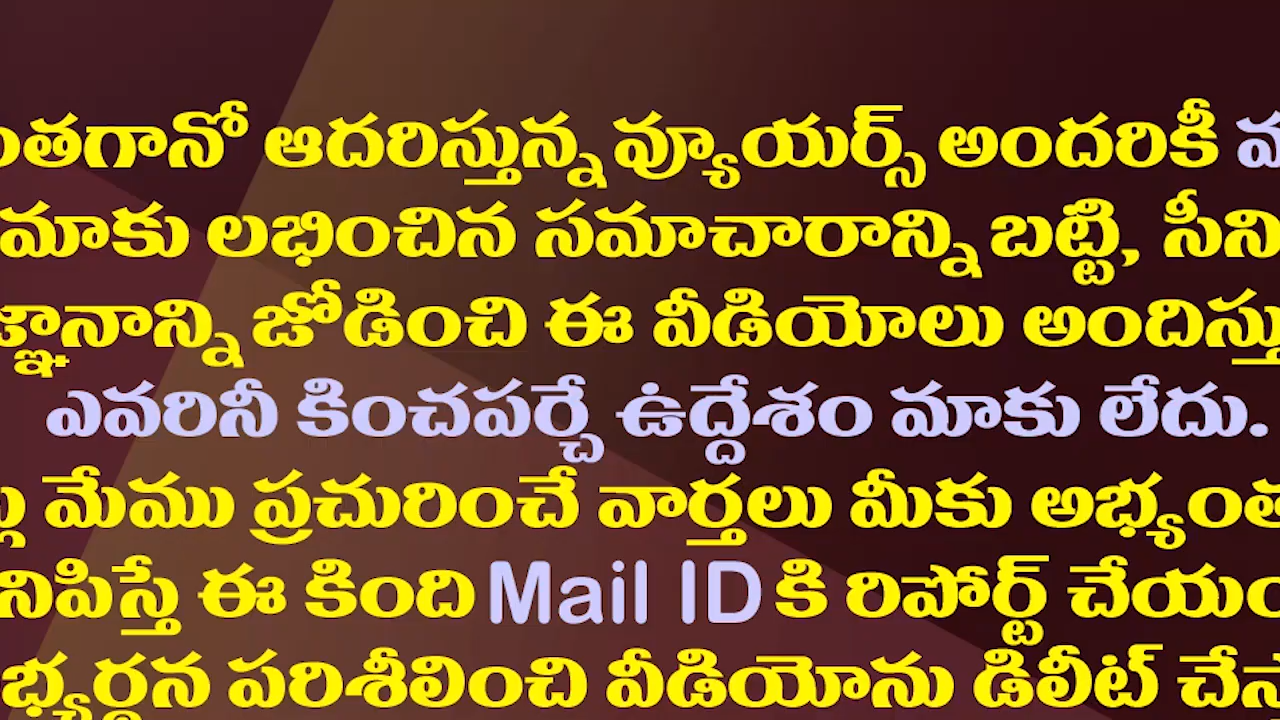 ంతగానో ఆదరిస్తున్న వ్యూయర్స్ అందరికీ
మాకు లభించిన సమాచారాన్ని బట్టి, సీని
జ్ఞానాన్ని జోడించి ఈ వీడియోలు అందిస్తు
ఎవరినీ కించపర్చే ఉద్దేశం మాకు లేదు.
మేము ప్రచురించే వార్తలు మీకు అభ్యంత
నిపిస్తే ఈ కింది Mail ID కి రిపోర్ట్ చేయం
భ్యర్థన పరిశీలించి వీడియోను డిలీట్ చేస